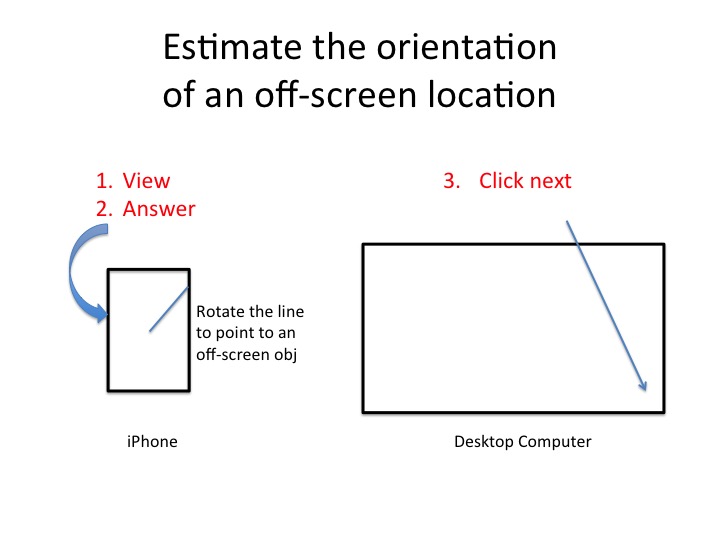 Estimate the orientation
of an off-screen location
1. View
2. Answer
3. Click next
Rotate the line
to point to an
off-screen obj
iPhone
Desktop Computer